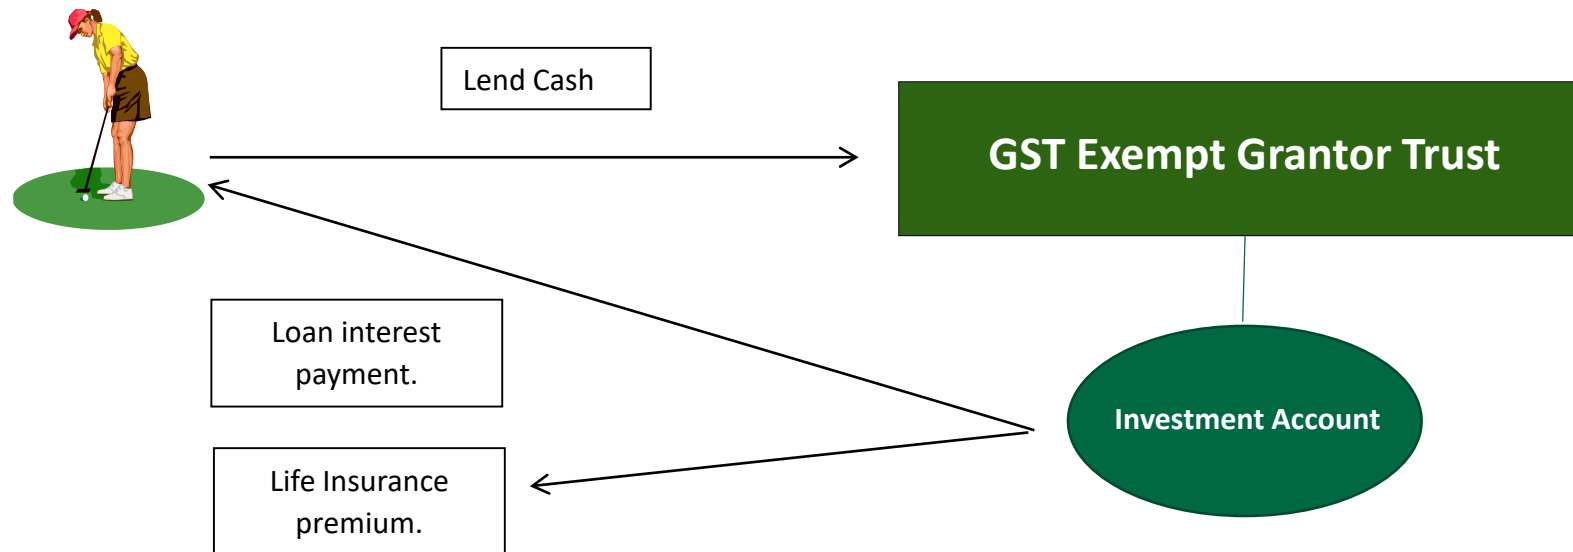 Lend Cash
GST Exempt Grantor Trust
Loan interest
payment.
Investment Account
Life Insurance
premium.